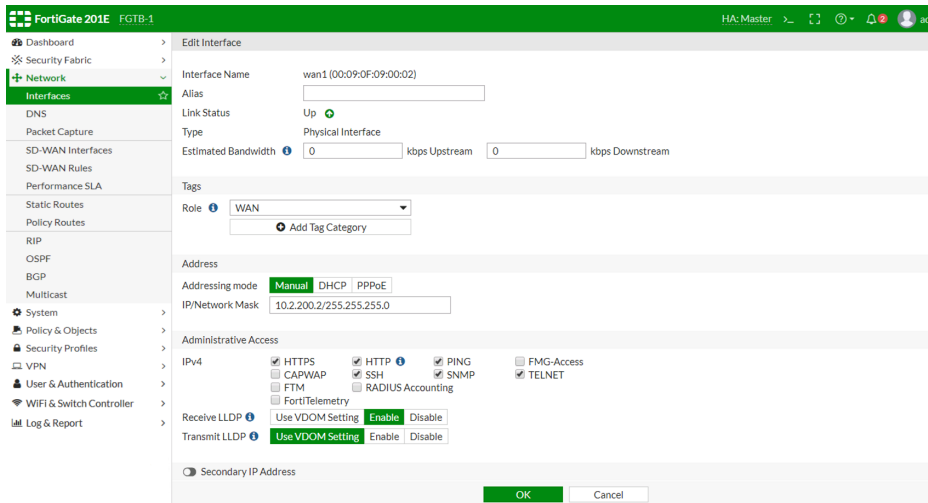 FortiGate 201E FGTB-1
HA: Master >_ 2 ad
Dashboard
Security Fabric
Network
Interfaces
DNS
Packet Capture
SD-WAN Interfaces
SD-WAN Rules
Performance SLA
Static Routes
Policy Routes
RIP
OSPF
BGP
Multicast
System
Policy & Objects
Security Profiles
VPN
User & Authentication
WiFi & Switch Controller
Log & Report
Edit Interface
Interface Name wan1 (00:09:0F:09:00:02)
Alias
Link Status Up
Type Physical Interface
Estimated Bandwidth 0 kbps Upstream 0 kbps Downstream
Tags
Role WAN
Add Tag Category
Address
Addressing mode Manual DHCP PPPoE
IP/Network Mask 10.2.200.2/255.255.255.0
Administrative Access
IPv4 HTTPS HTTP PING FMG-Access
CAPWAP SSH SNMP TELNET
FTM RADIUS Accounting
FortiTelemetry
Receive LLDP Use VDOM Setting Enable Disable
Transmit LLDP Use VDOM Setting Enable Disable
Secondary IP Address
OK Cancel